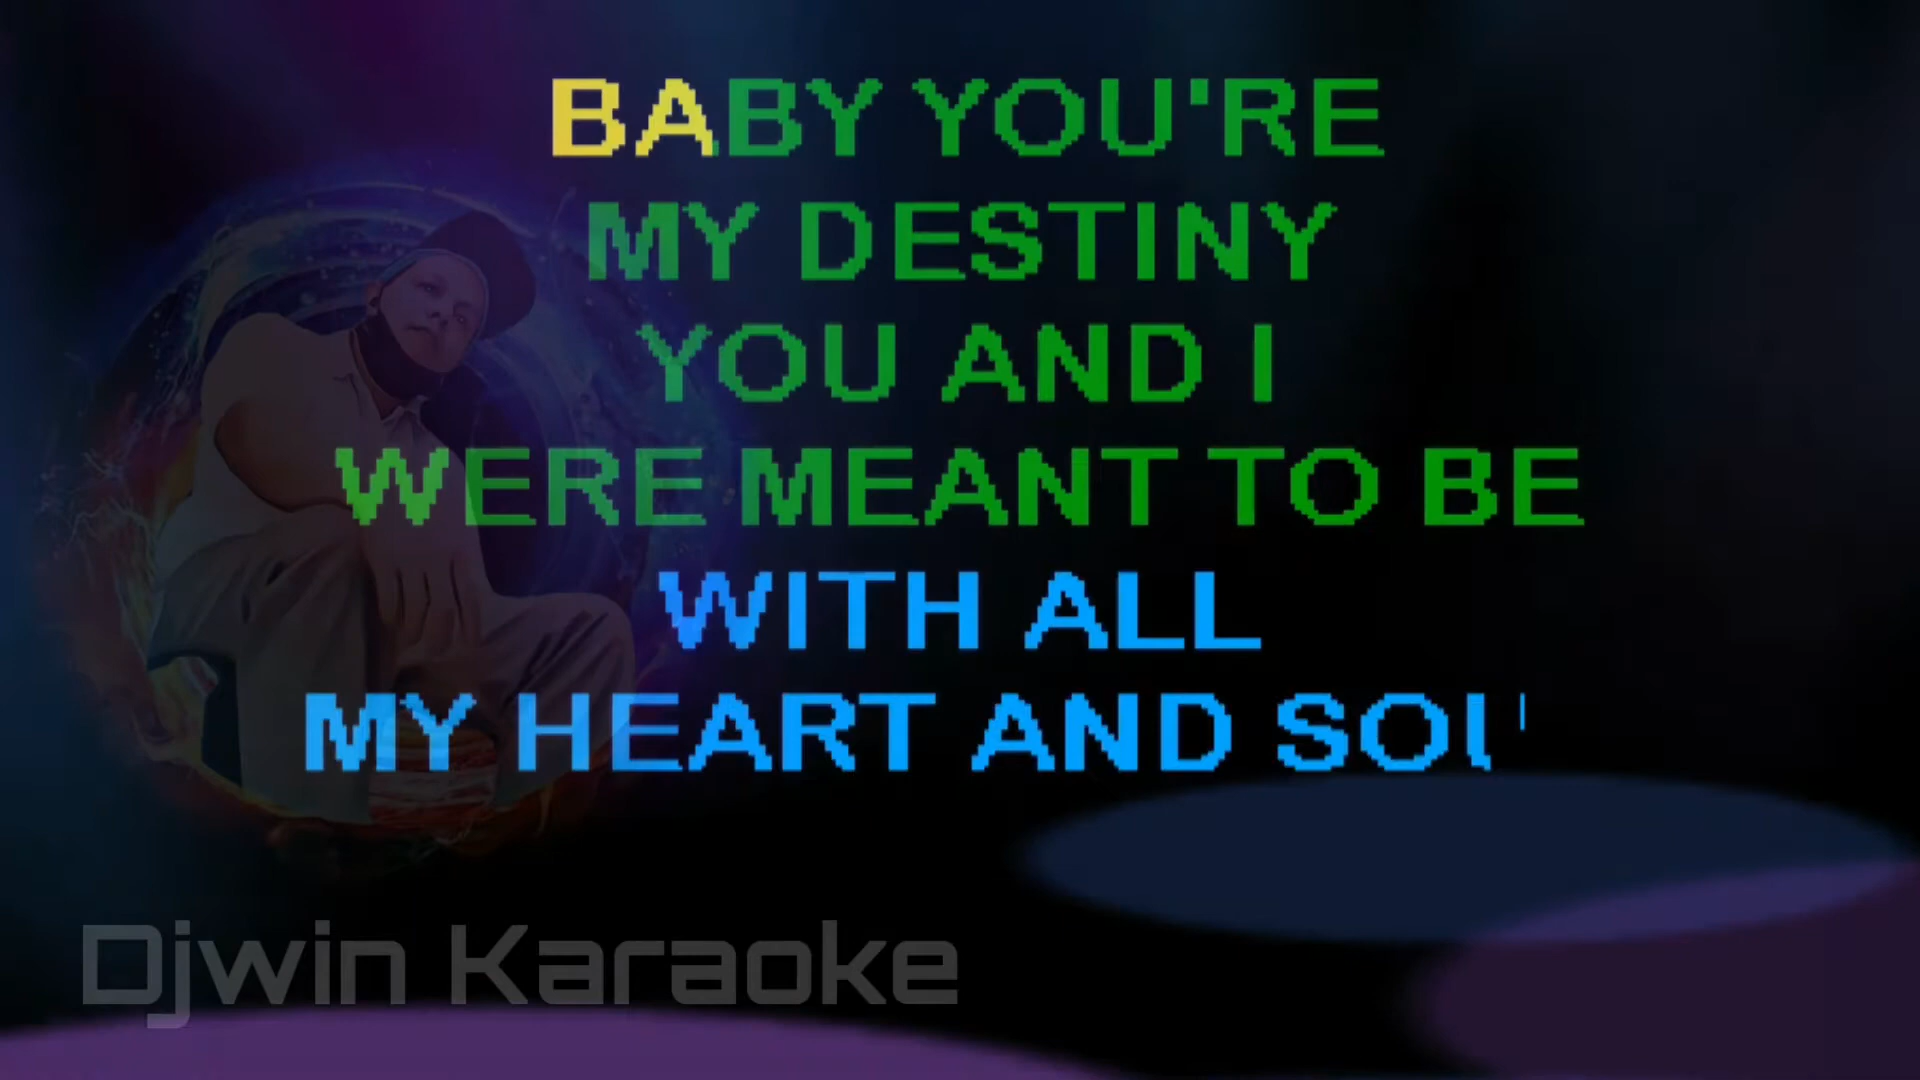 BABY YOU'RE
MY DESTINY
YOU AND I
WERE MEANT TO BE
WITH ALL
MY HEART AND
Djwin Karaoke